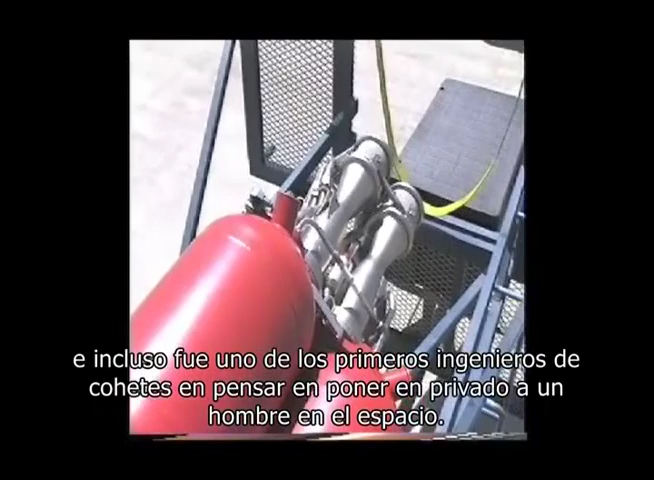 e incluso fue uno de los primeros ingenieros de
cohetes en pensar en poner en privado a un
hombre en el espacio.